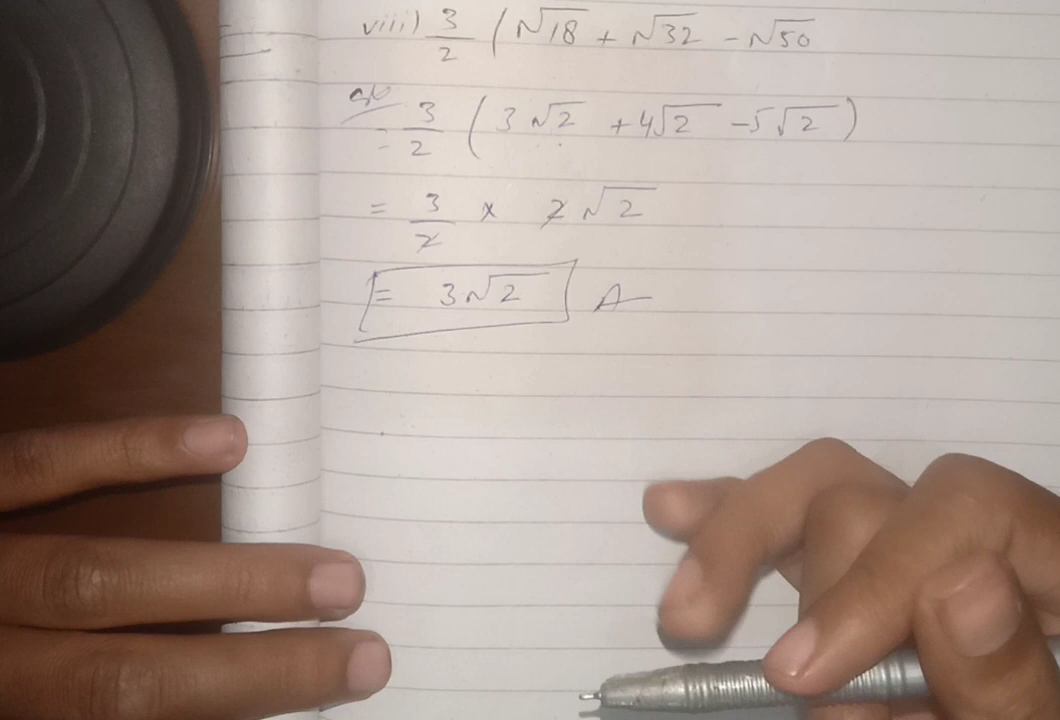 viii) 3/2 (√18 + √32 - √50
Sol
= 3/2 (3√2 + 4√2 - 5√2)
= 3/2 × 2√2
= 3√2 A